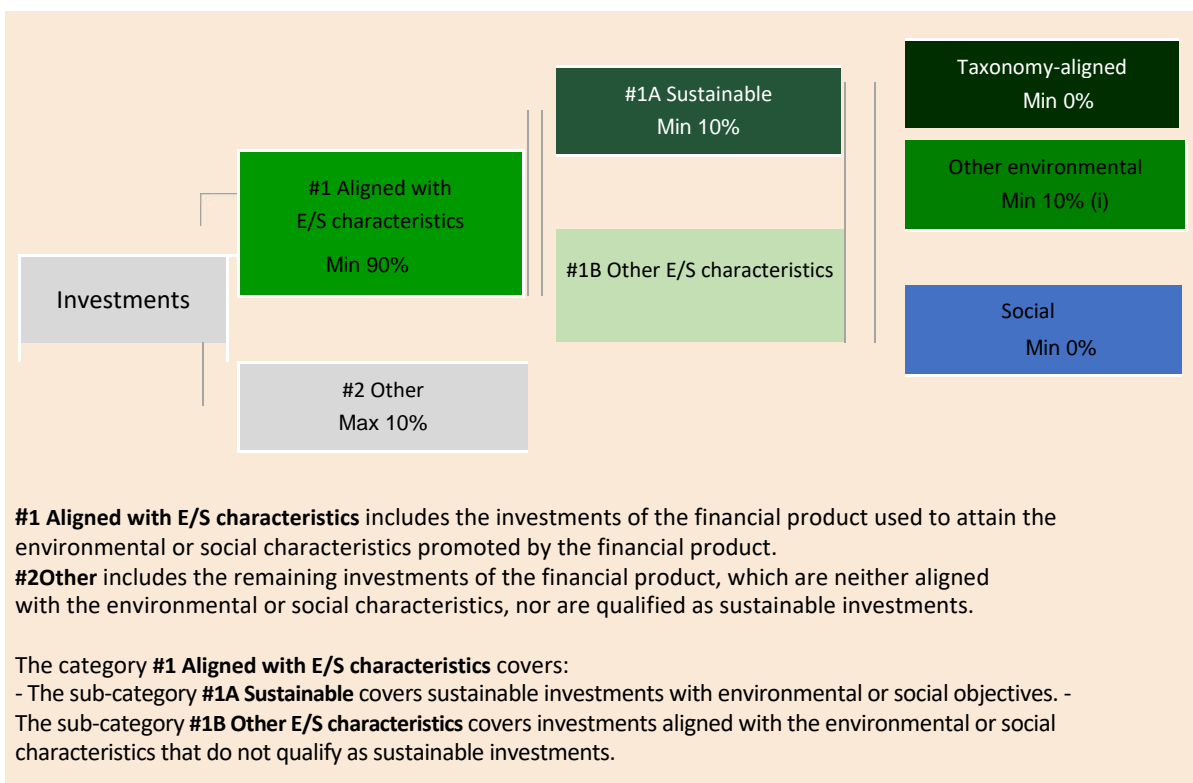 Investments
#1 Aligned with
E/S characteristics
Min 90%
#2 Other
Max 10%
#1A Sustainable
Min 10%
#1B Other E/S characteristics
Taxonomy-aligned
Min 0%
Other environmental
Min 10% (i)
Social
Min 0%
#1 Aligned with E/S characteristics includes the investments of the financial product used to attain the
environmental or social characteristics promoted by the financial product.
#2Other includes the remaining investments of the financial product, which are neither aligned
with the environmental or social characteristics, nor are qualified as sustainable investments.
The category #1 Aligned with E/S characteristics covers:
- The sub-category #1A Sustainable covers sustainable investments with environmental or social objectives. -
The sub-category #1B Other E/S characteristics covers investments aligned with the environmental or social
characteristics that do not qualify as sustainable investments.